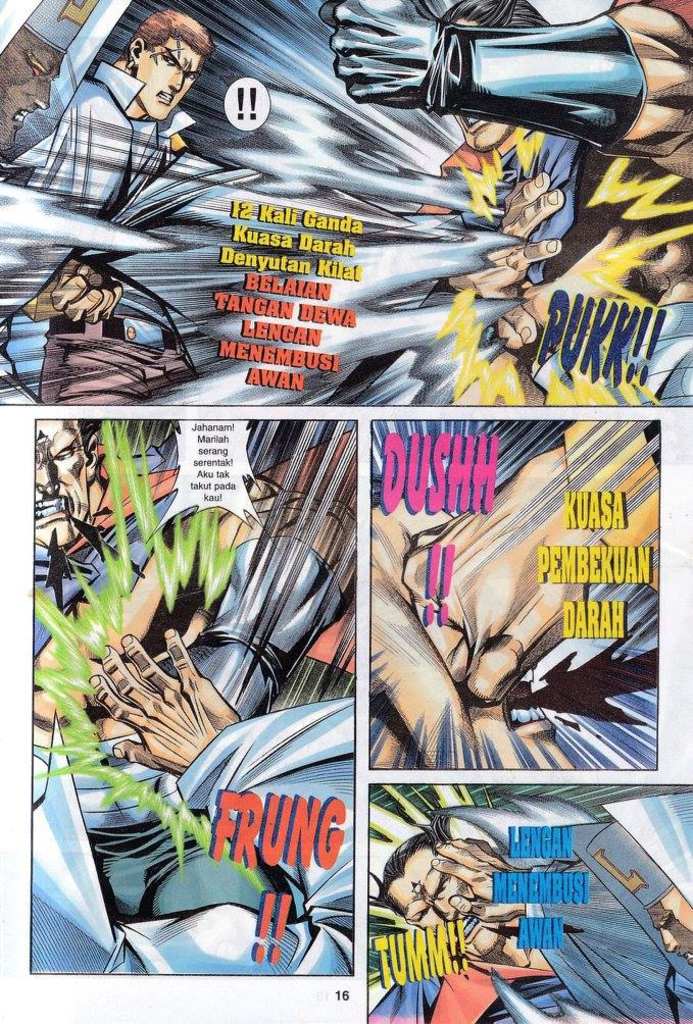 !!
12 Kali Ganda
Kuasa Darah
Denyutan Kilat
BELAIAN
TANGAN DEWA
LENGAN
MENEMBUSI
AWAN
PUKK!!
Jahanam!
Marilah
serang
serentak!
Aku tak
takut pada
kau!
DUSHH
!!
KUASA
PEMBEKUAN
DARAH
FRUNG
!!
LENGAN
MENEMBUSI
AWAN
TUMM!!
16